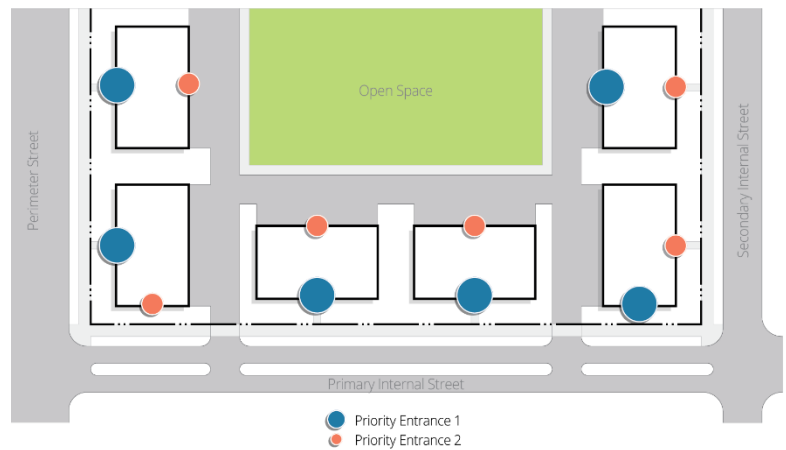 Open Space
Perimeter Street
Secondary Internal Street
Primary Internal Street
Priority Entrance 1
Priority Entrance 2